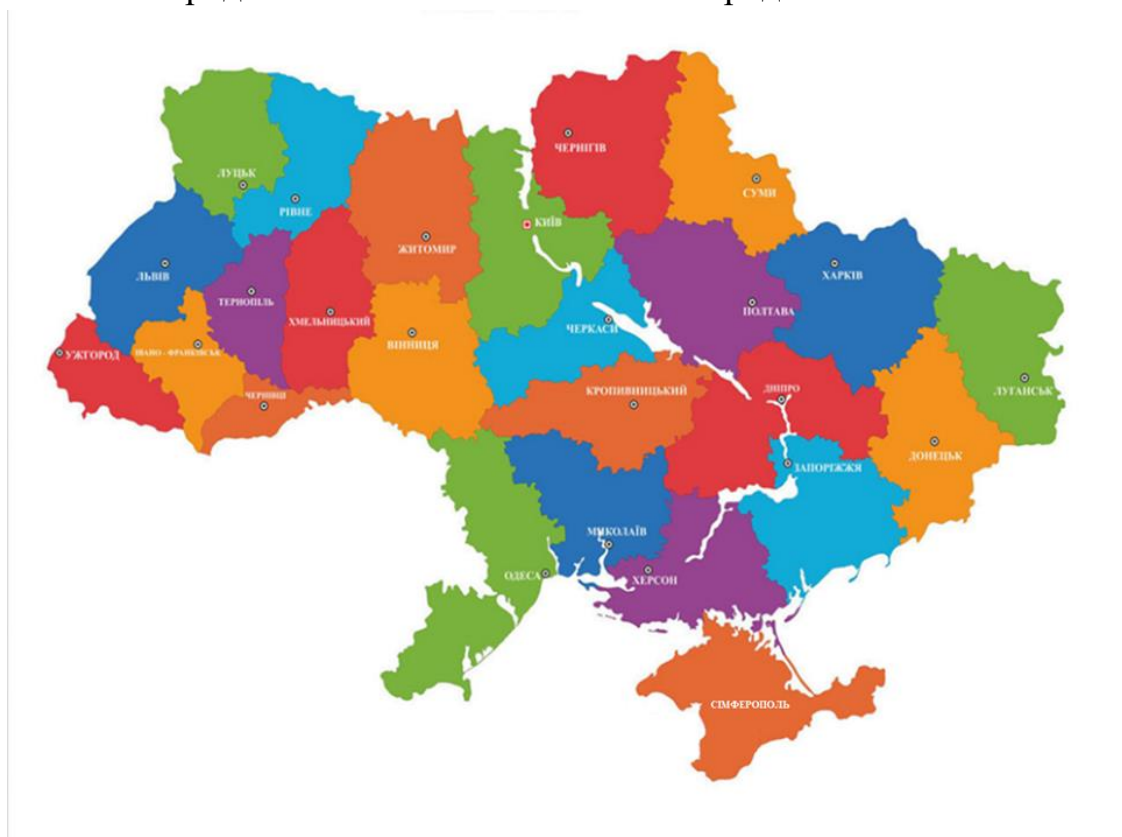 ЧЕРНІГІВ
ЛУЦЬК
СУМИ
РІВНЕ
КИЇВ
ЖИТОМИР
ЛЬВІВ
ХАРКІВ
ТЕРНОПІЛЬ
ПОЛТАВА
ХМЕЛЬНИЦЬКИЙ
ЧЕРКАСИ
ВІННИЦЯ
ІВАНО - ФРАНКІВСЬК
УЖГОРОД
ДНІПРО
КРОПИВНИЦЬКИЙ
ЛУГАНСЬК
ЧЕРНІВЦІ
ДОНЕЦЬК
ЗАПОРІЖЖЯ
МИКОЛАЇВ
ОДЕСА
ХЕРСОН
СІМФЕРОПОЛЬ